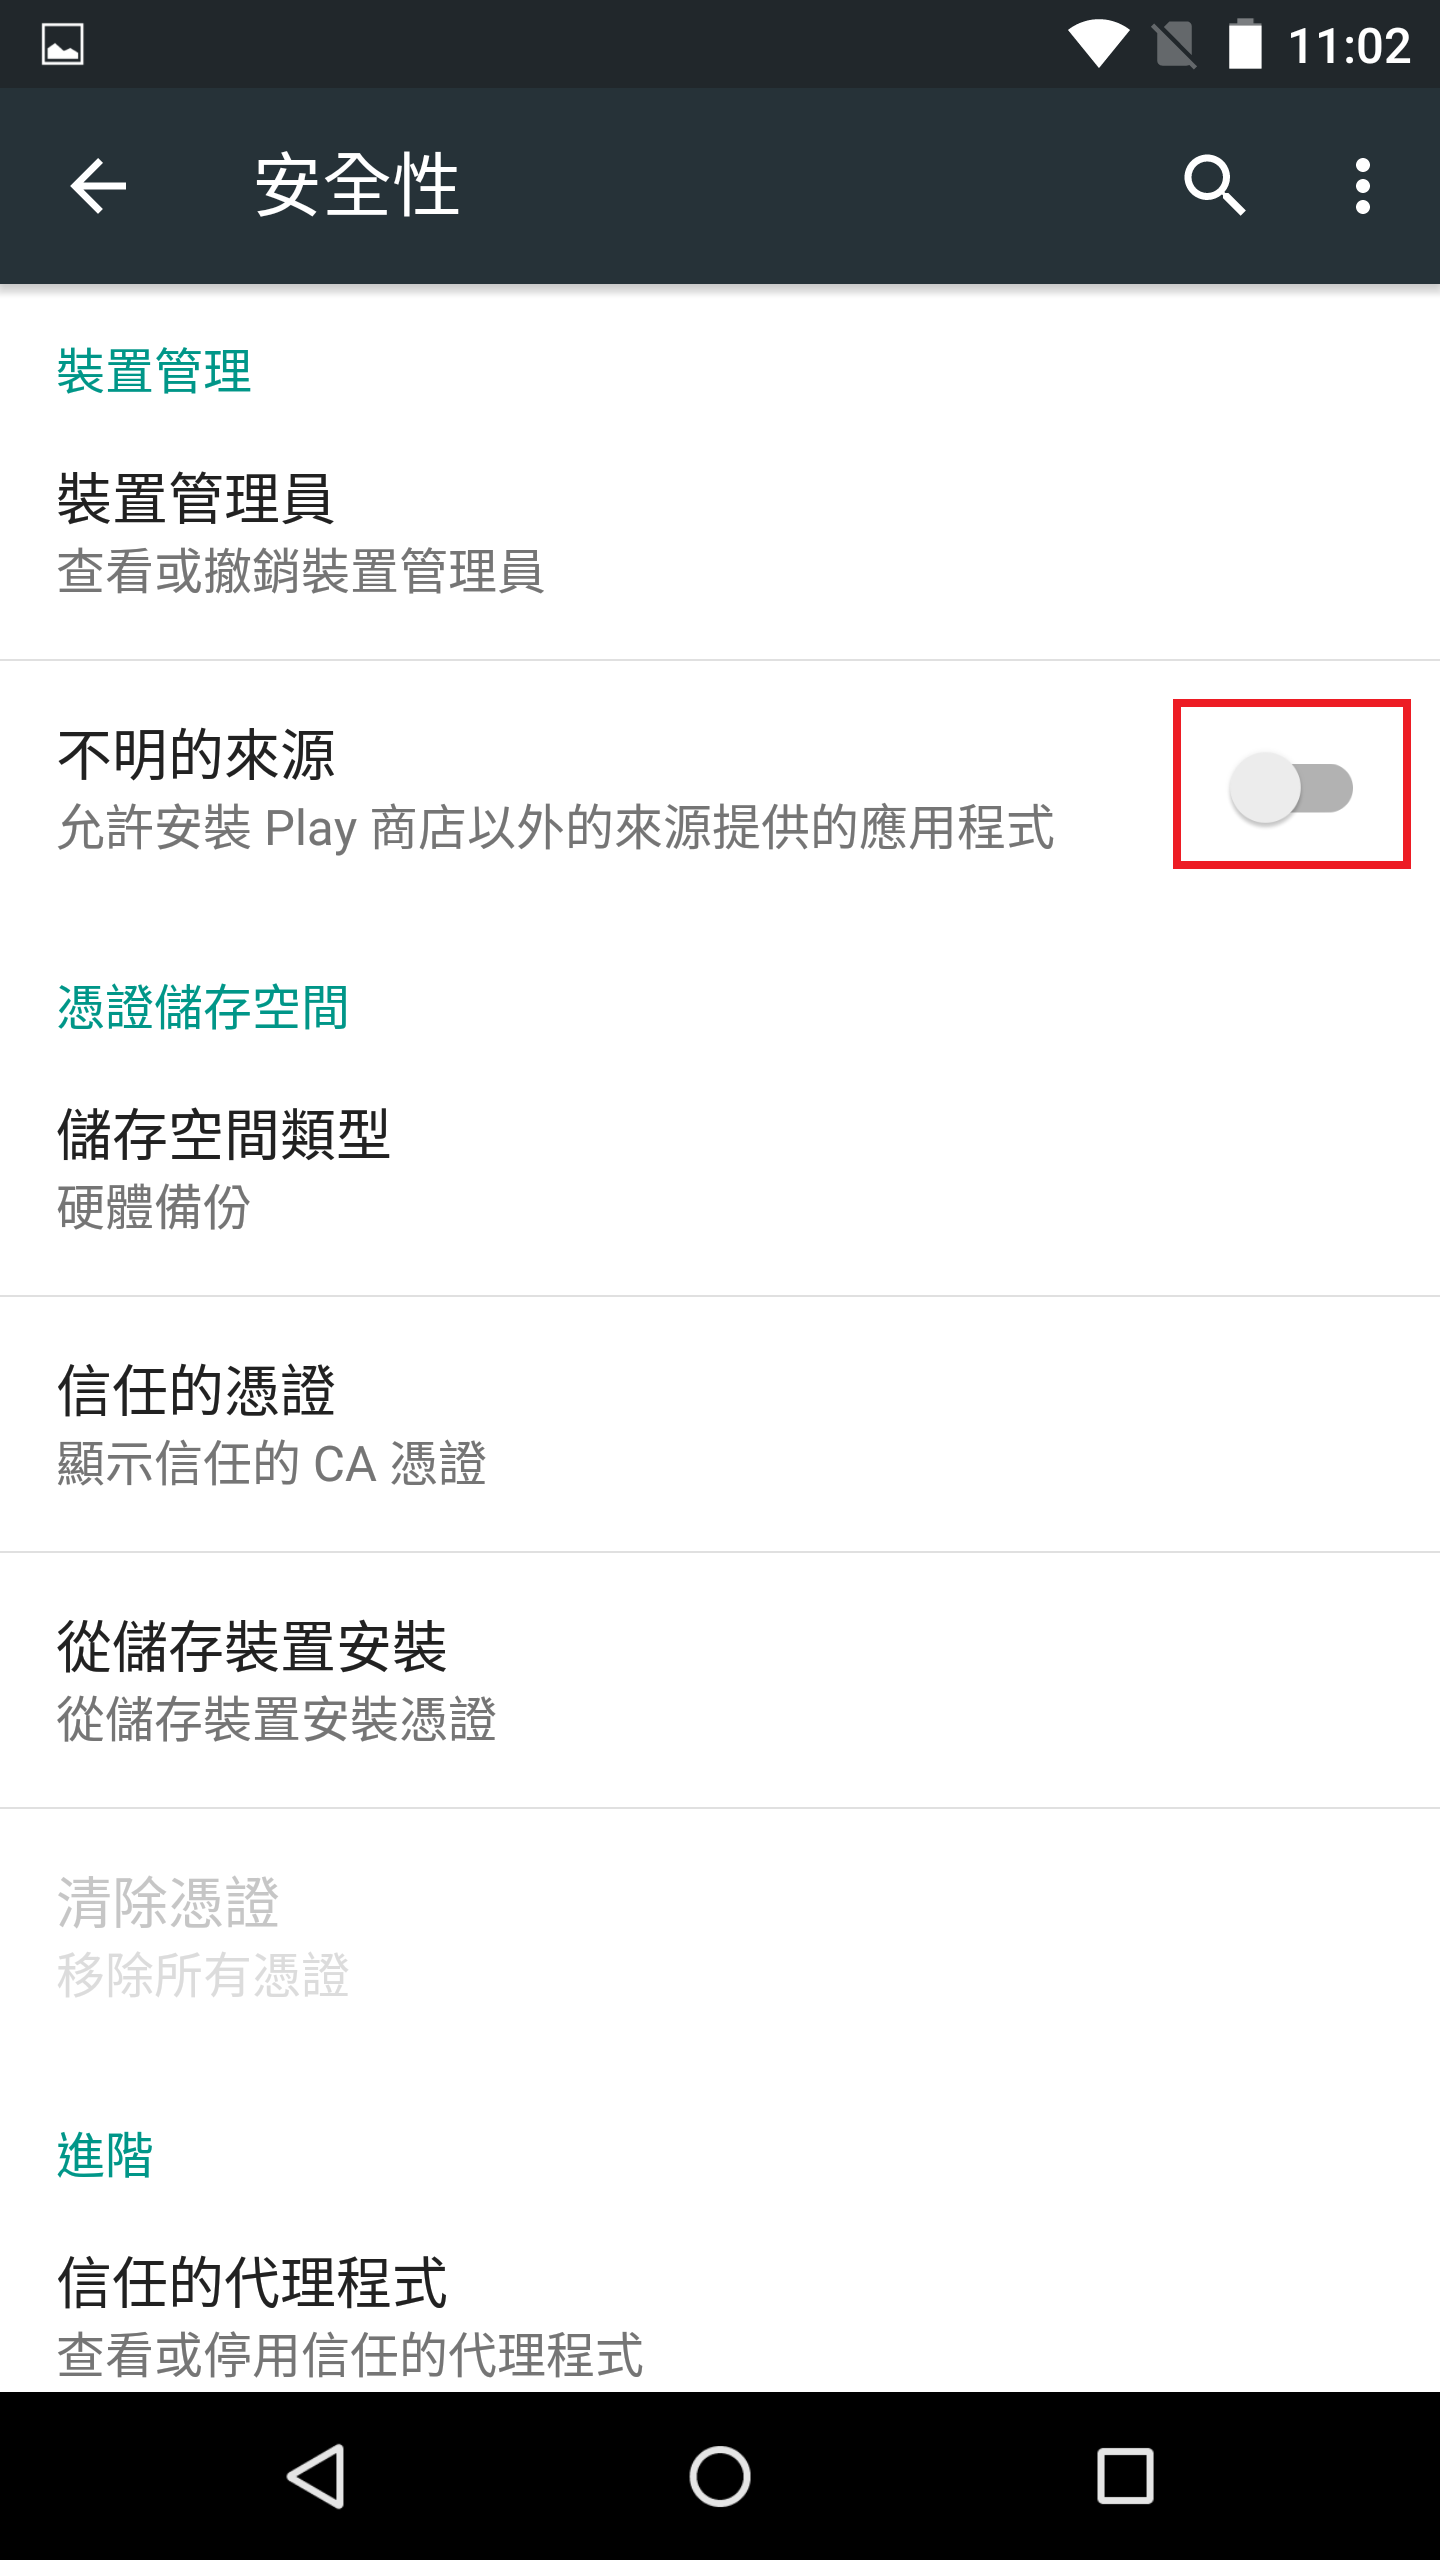 11:02
安全性
裝置管理
裝置管理員
查看或撤銷裝置管理員
不明的來源
允許安裝 Play 商店以外的來源提供的應用程式
憑證儲存空間
儲存空間類型
硬體備份
信任的憑證
顯示信任的 CA 憑證
從儲存裝置安裝
從儲存裝置安裝憑證
清除憑證
移除所有憑證
進階
信任的代理程式
查看或停用信任的代理程式